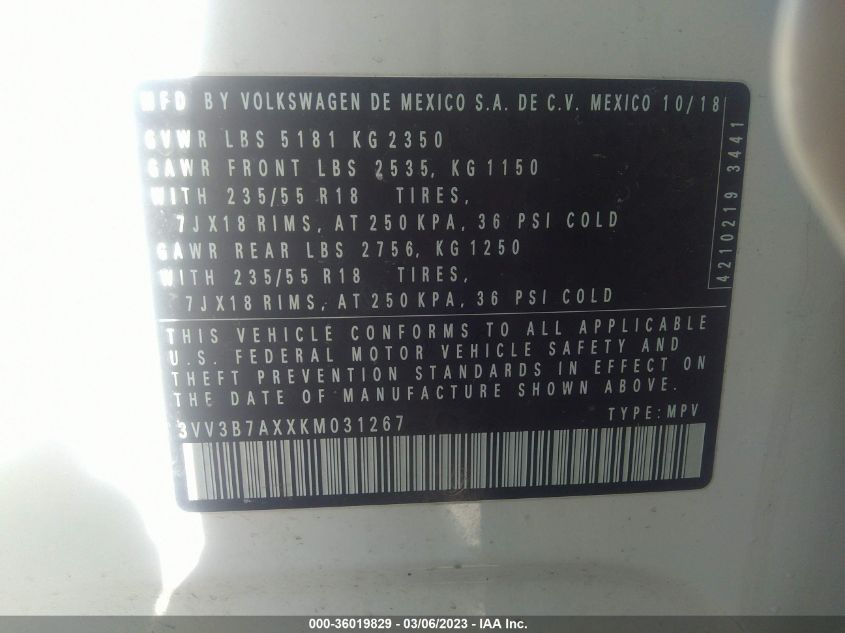 MFD BY VOLKSWAGEN DE MEXICO S.A. DE C.V. MEXICO 10/18
GVWR LBS 5181 KG 2350
GAWR FRONT LBS 2535, KG 1150
WITH 235/55 R18 TIRES,
7JX18 RIMS, AT 250 KPA, 36 PSI COLD
GAWR REAR LBS 2756, KG 1250
WITH 235/55 R18 TIRES,
7JX18 RIMS, AT 250 KPA, 36 PSI COLD
4210219 3441
THIS VEHICLE CONFORMS TO ALL APPLICABLE
U.S. FEDERAL MOTOR VEHICLE SAFETY AND
THEFT PREVENTION STANDARDS IN EFFECT ON
THE DATE OF MANUFACTURE SHOWN ABOVE.
3VV3B7AXXKM031267 TYPE: MPV
000-36019829 - 03/06/2023 - IAA Inc.